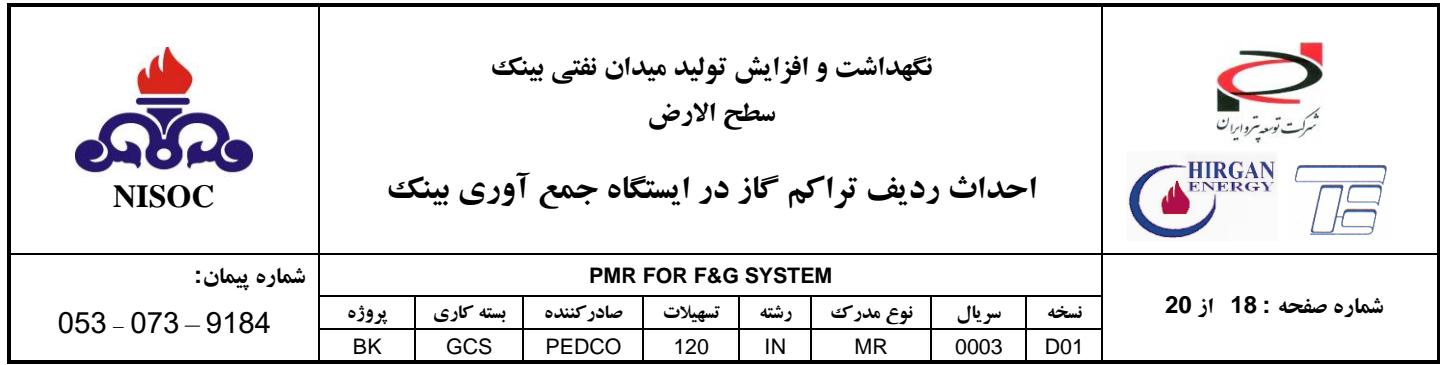 نگهداشت و افزایش تولید میدان نفتی بینک
سطح الارض
احداث ردیف تراکم گاز در ایستگاه جمع آوری بینک
NISOC
شرکت توسعه پترو ایران
HIRGAN
ENERGY
شماره پیمان:
053 – 073 – 9184
PMR FOR F&G SYSTEM
پروژه بسته کاری صادرکننده تسهیلات رشته نوع مدرک سریال نسخه
BK GCS PEDCO 120 IN MR 0003 D01
شماره صفحه : 18 از 20